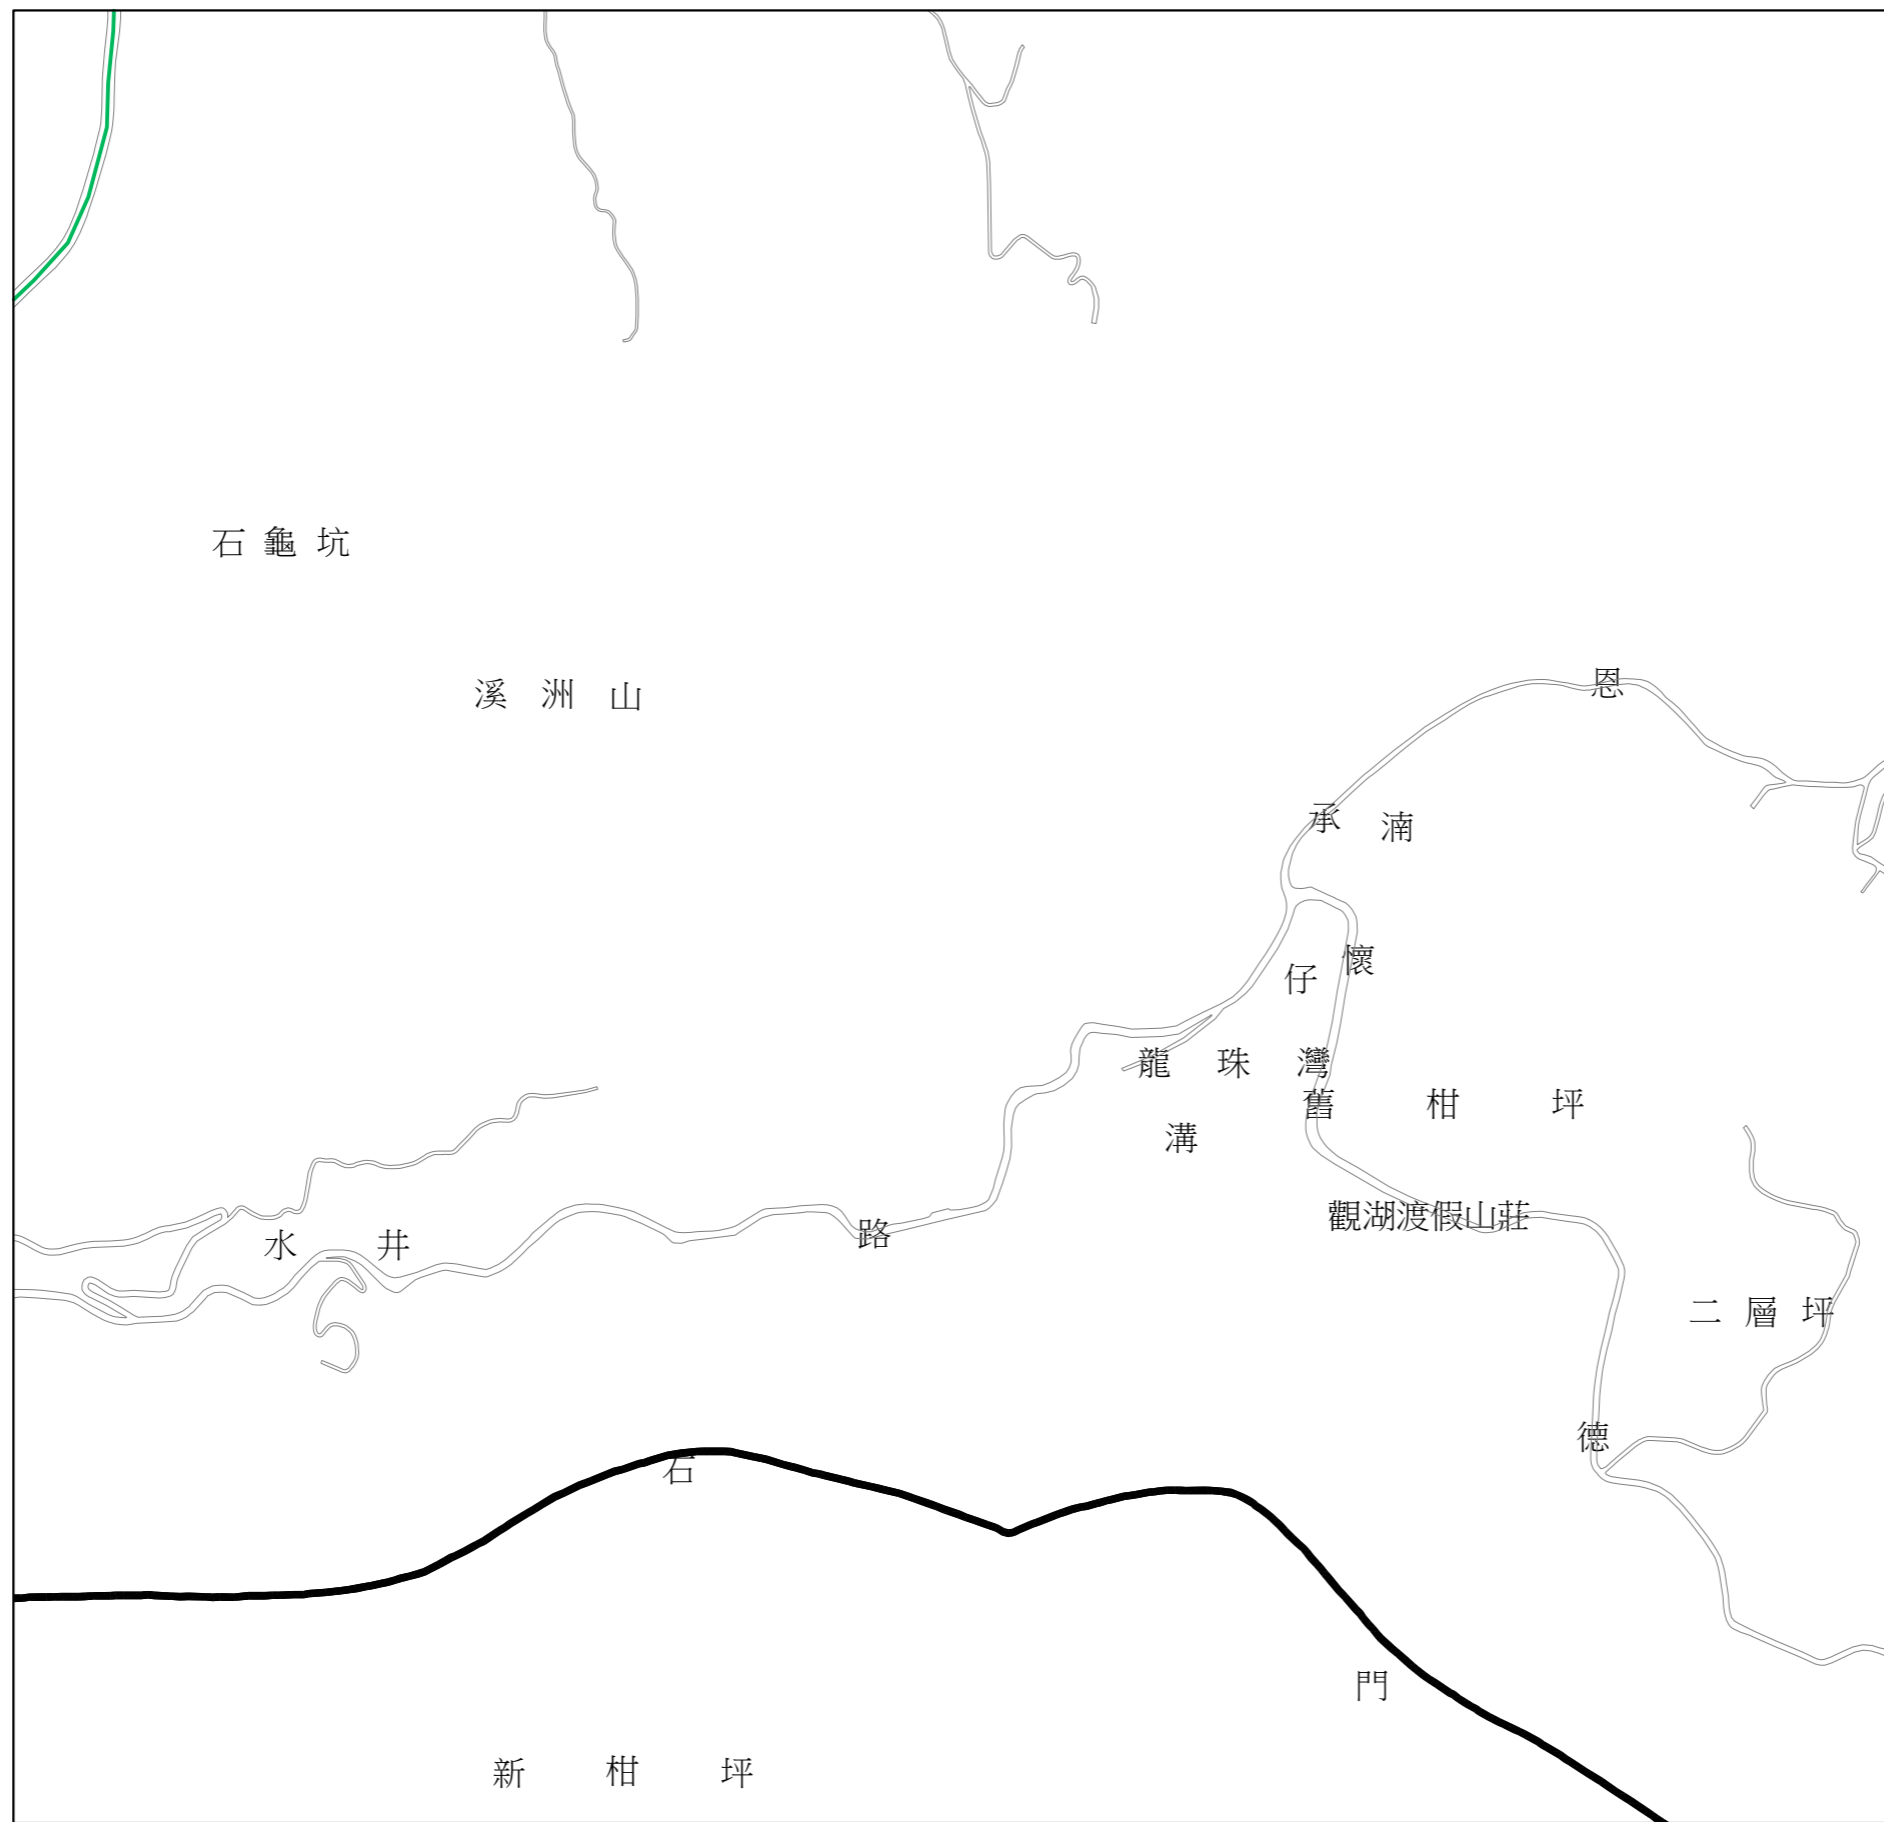 石龜坑
溪洲山
恩
承
湳
懷
仔
龍珠灣
舊柑坪
溝
觀湖渡假山莊
路
水井
二層坪
德
石
門
新柑坪